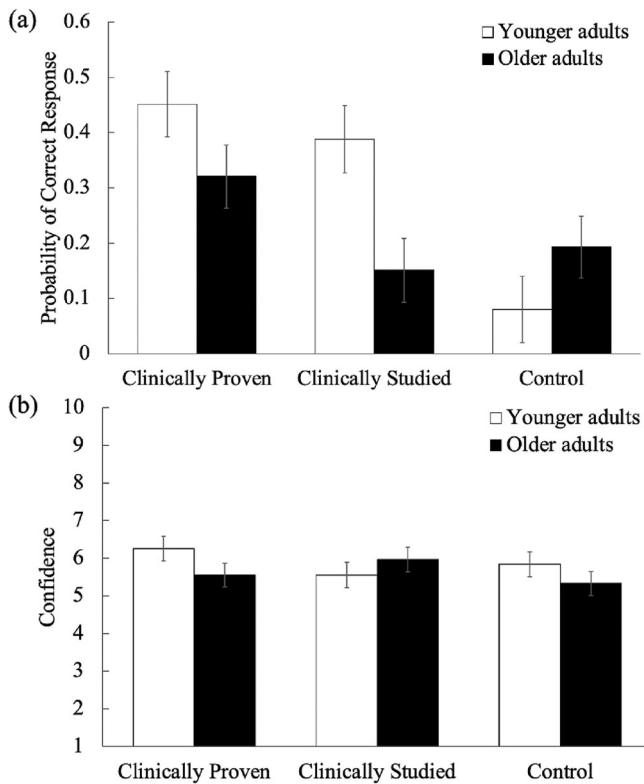 (a)
Younger adults
Older adults
Probability of Correct Response
0.6
0.5
0.4
0.3
0.2
0.1
0
Clinically Proven Clinically Studied Control
(b)
Younger adults
Older adults
Confidence
10
9
8
7
6
5
4
3
2
1
Clinically Proven Clinically Studied Control